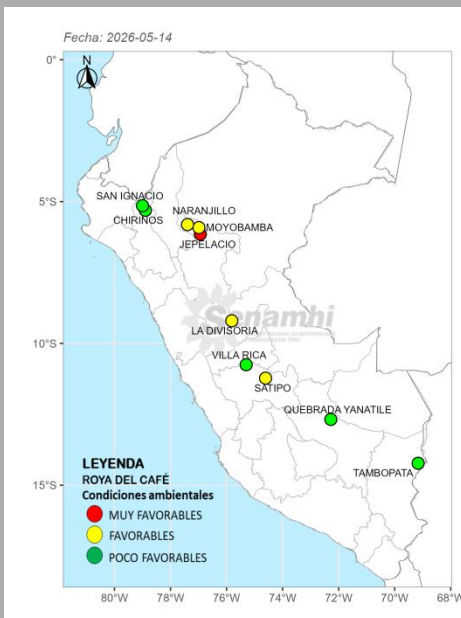 Fecha: 2026-05-14
0°
N
SAN IGNACIO
CHIRINOS
NARANJILLO
MOYOBAMBA
JEPELACIO
5°S
Senamhi
LA DIVISORIA
10°S
VILLA RICA
SATIPO
QUEBRADA YANATILE
TAMBOPATA
LEYENDA
ROYA DEL CAFÉ
Condiciones ambientales
MUY FAVORABLES
FAVORABLES
POCO FAVORABLES
15°S
80°W 78°W 76°W 74°W 72°W 70°W 68°W